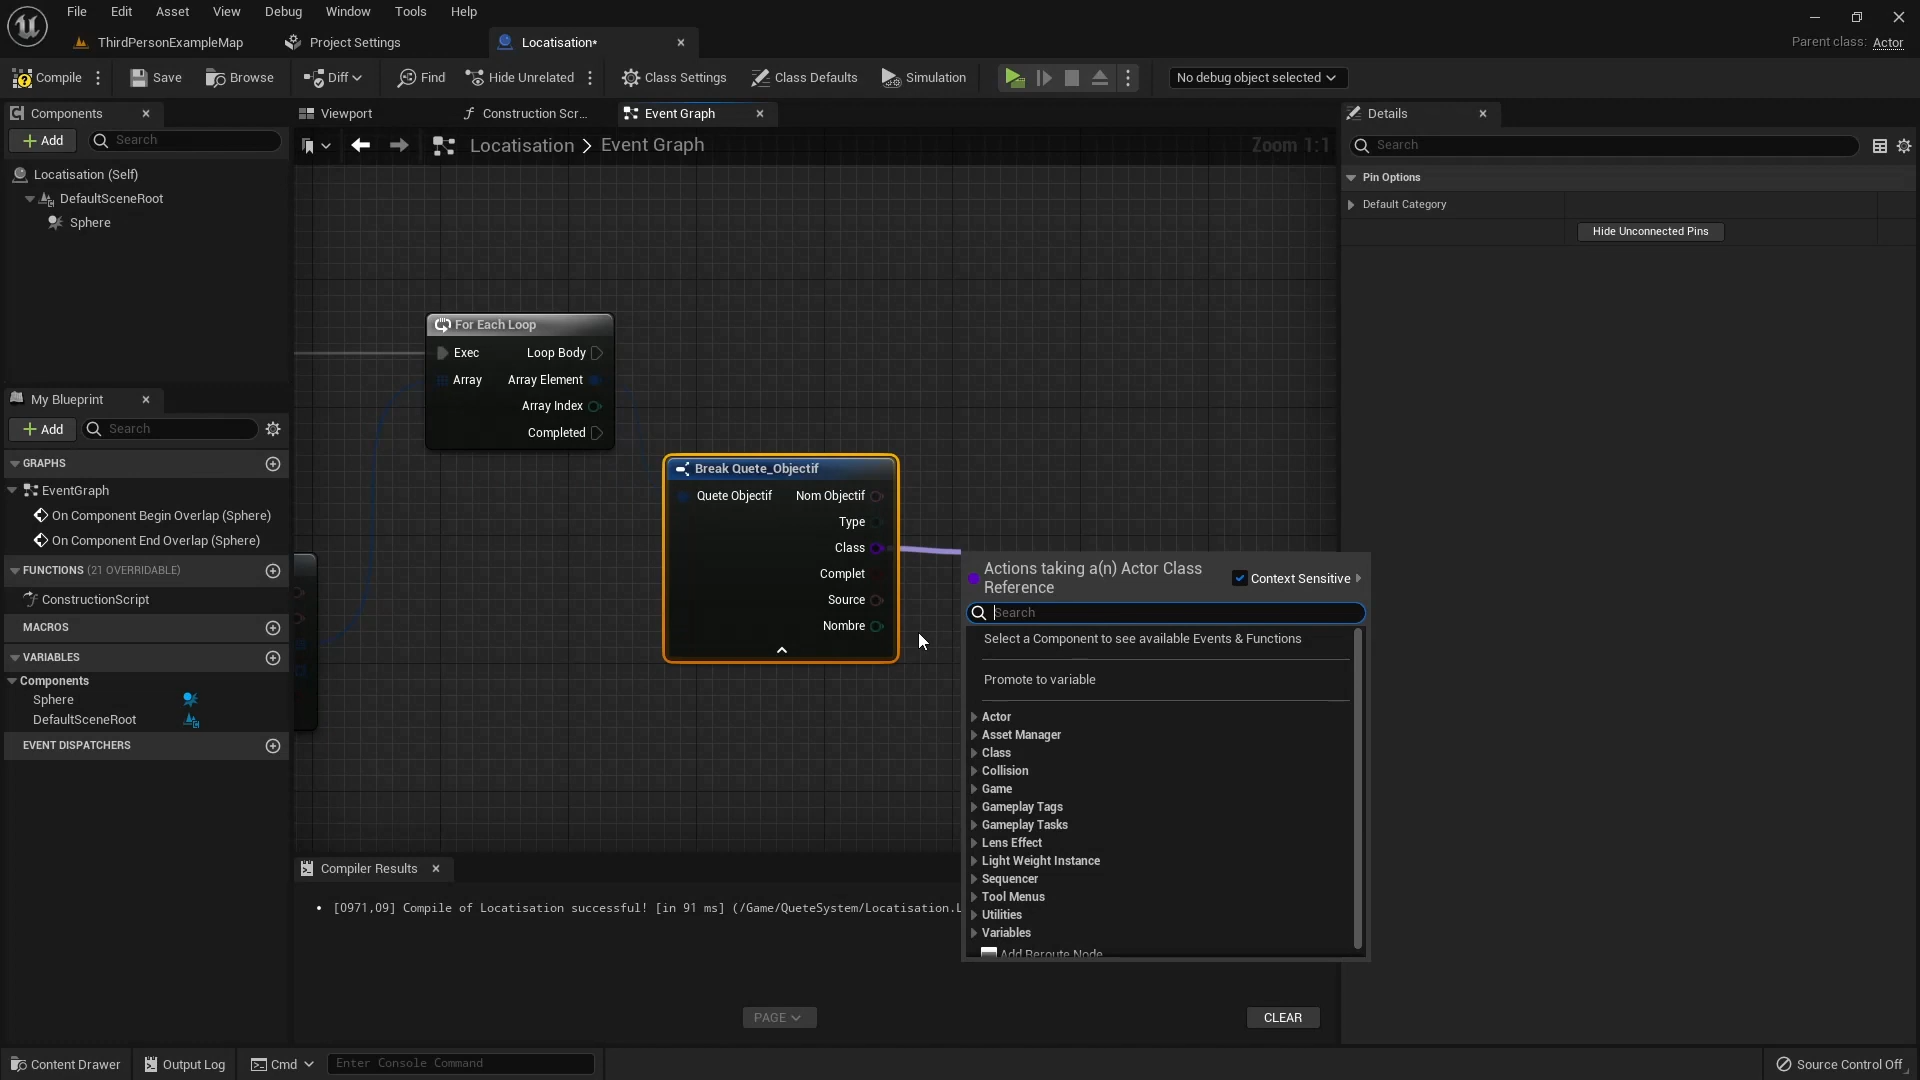 File Edit Asset View Debug Window Tools Help
ThirdPersonExampleMap Project Settings Locatisation*
Parent class: Actor
Compile Save Browse Diff Find Hide Unrelated Class Settings Class Defaults Simulation No debug object selected
Components
Add Search
Locatisation (Self)
DefaultSceneRoot
Sphere
My Blueprint
Add Search
GRAPHS
EventGraph
On Component Begin Overlap (Sphere)
On Component End Overlap (Sphere)
FUNCTIONS (21 OVERRIDABLE)
ConstructionScript
MACROS
VARIABLES
Components
Sphere
DefaultSceneRoot
EVENT DISPATCHERS
Viewport Construction Scr... Event Graph
Locatisation > Event Graph Zoom 1:1
For Each Loop
Exec Loop Body
Array Array Element
Array Index
Completed
Break Quete_Objectif
Quete Objectif Nom Objectif
Type
Class
Complet
Source
Nombre
Actions taking a(n) Actor Class
Reference
Context Sensitive
Search
Select a Component to see available Events & Functions
Promote to variable
Actor
Asset Manager
Class
Collision
Game
Gameplay Tags
Gameplay Tasks
Lens Effect
Light Weight Instance
Sequencer
Tool Menus
Utilities
Variables
Add Reroute Node
Compiler Results
[0971,09] Compile of Locatisation successful! [in 91 ms] (/Game/QueteSystem/Locatisation.L
PAGE CLEAR
Details
Search
Pin Options
Default Category
Hide Unconnected Pins
Content Drawer Output Log Cmd Enter Console Command Source Control Off